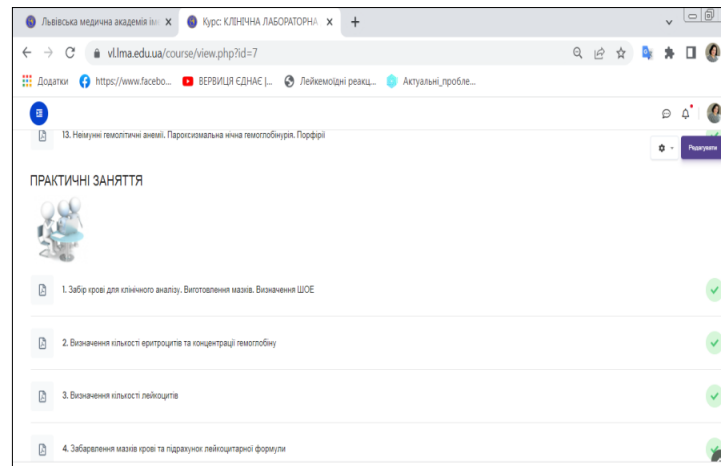 Львівська медична академія іме
Курс: КЛІНІЧНА ЛАБОРАТОРНА
vl.lma.edu.ua/course/view.php?id=7
Додатки
https://www.facebo...
ВЕРВИЦЯ ЄДНАЄ |...
Лейкемоїдні реакц...
Актуальні_пробле...
13. Неімунні гемолітичні анемії. Пароксизмальна нічна гемоглобінурія. Порфірії
Редагувати
ПРАКТИЧНІ ЗАНЯТТЯ
1. Забір крові для клінічного аналізу. Виготовлення мазків. Визначення ШОЕ
2. Визначення кількості еритроцитів та концентрації гемоглобіну
3. Визначення кількості лейкоцитів
4. Забарвлення мазків крові та підрахунок лейкоцитарної формули